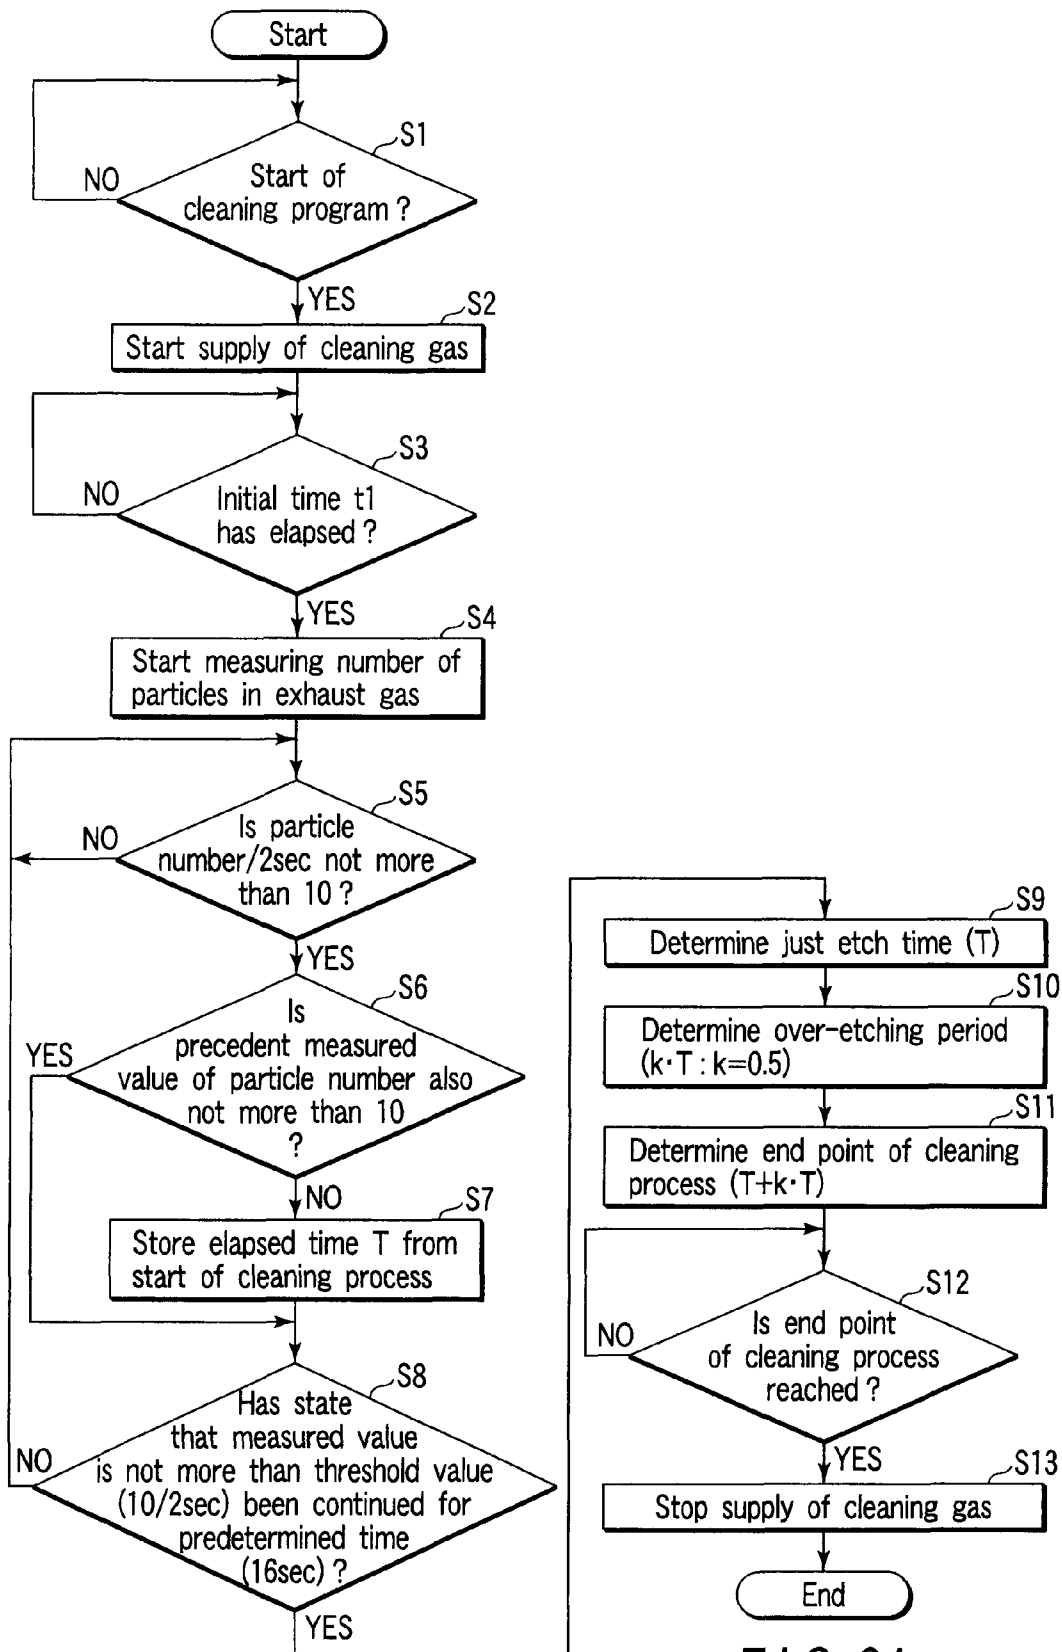 Start
S1
NO
Start of
cleaning program ?
YES
S2
Start supply of cleaning gas
S3
NO
Initial time t1
has elapsed ?
YES
S4
Start measuring number of
particles in exhaust gas
S5
NO
Is particle
number/2sec not more
than 10 ?
YES
S6
Is
YES
precedent measured
value of particle number also
not more than 10
?
NO
S7
Store elapsed time T from
start of cleaning process
S8
Has state
that measured value
NO
is not more than threshold value
(10/2sec) been continued for
predetermined time
(16sec) ?
YES
S9
Determine just etch time (T)
S10
Determine over-etching period
(k·T : k=0.5)
S11
Determine end point of cleaning
process (T+k·T)
S12
NO
Is end point
of cleaning process
reached ?
YES
S13
Stop supply of cleaning gas
End